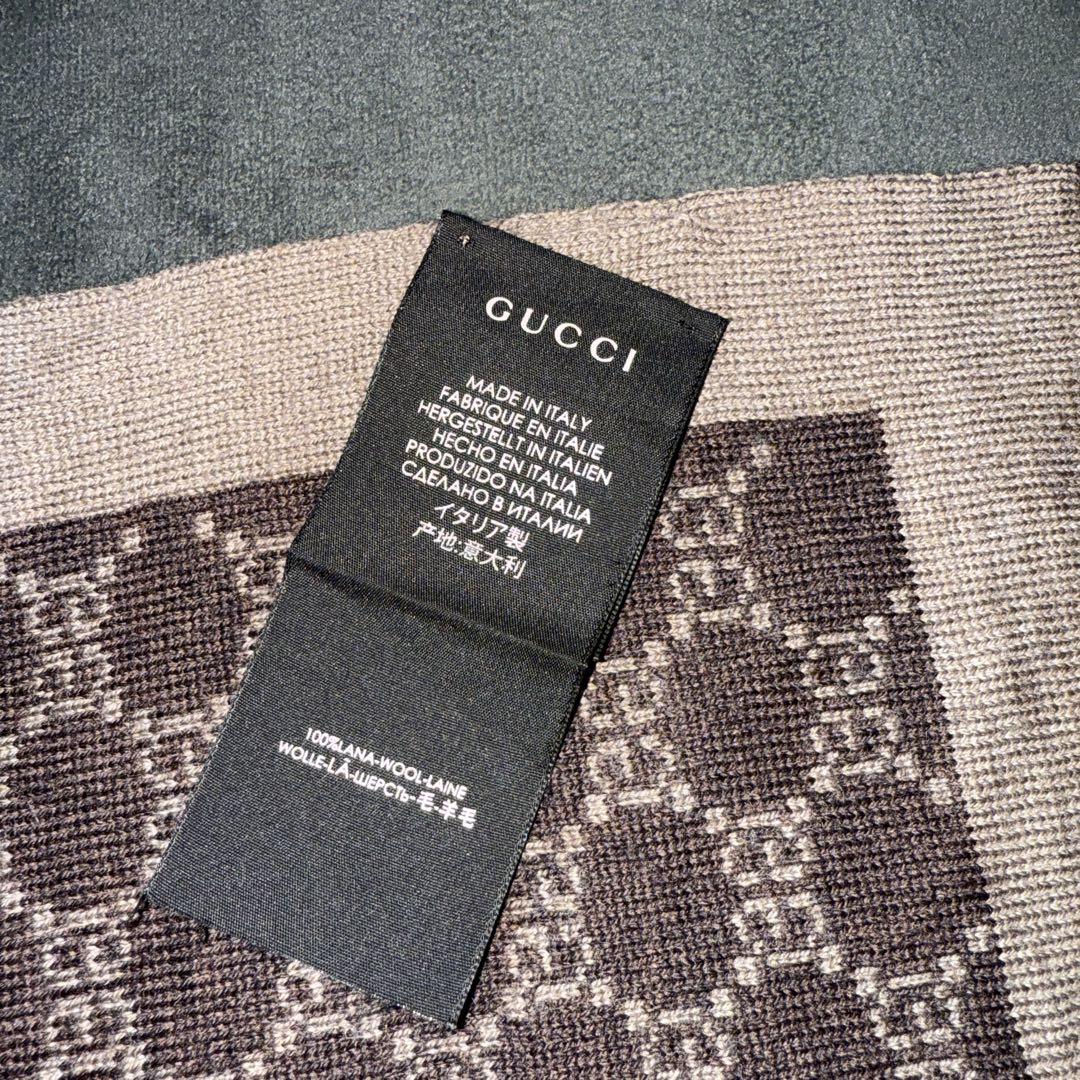 GUCCI
MADE IN ITALY
FABRIQUE EN ITALIE
HERGESTELLT IN ITALIEN
HECHO EN ITALIA
PRODUZIDO NA ITALIA
СДЕЛАНО В ИТАЛИИ
イタリア製
产地:意大利
100%LANA-WOOL-LAINE
WOLLE-LÃ-ШЕРСТЬ-毛-羊毛